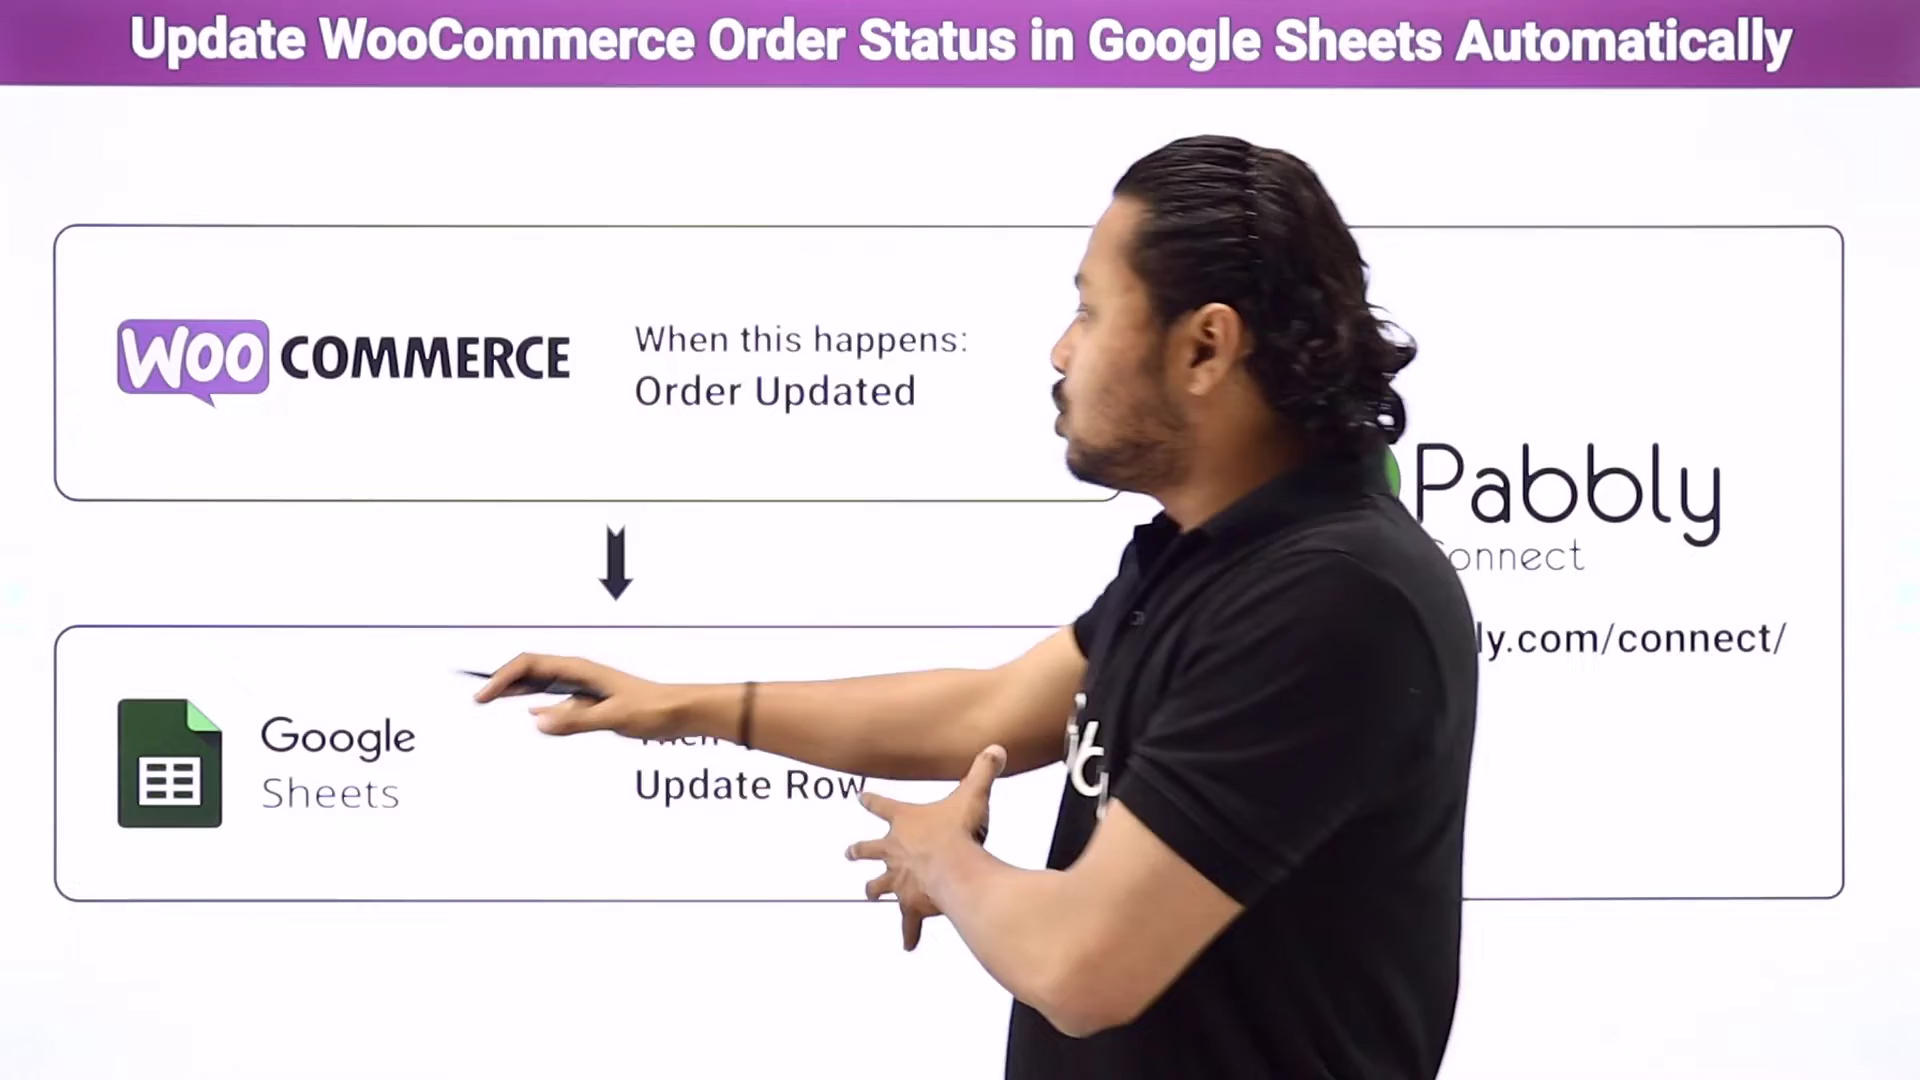 Update WooCommerce Order Status in Google Sheets Automatically
WOO COMMERCE
When this happens:
Order Updated
Pabbly
onnect
ly.com/connect/
Google
Sheets
Update Row